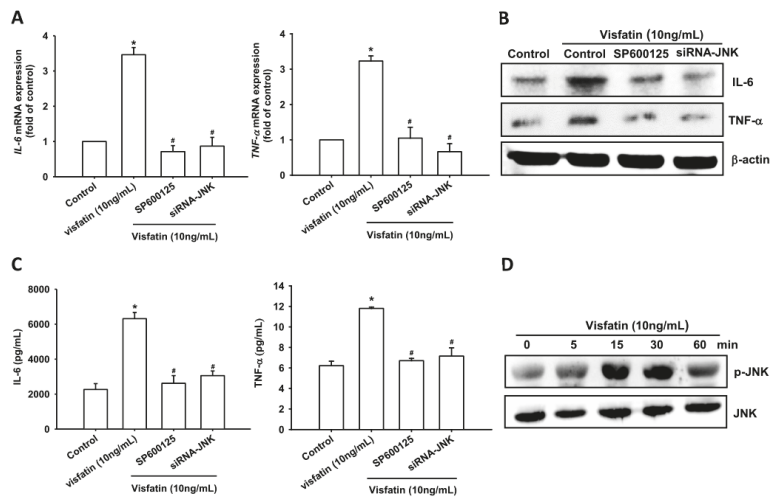 A
IL-6 mRNA expression
(fold of control)
4
3
2
1
0
*
#
#
Control
visfatin (10ng/mL)
SP600125
siRNA-JNK
Visfatin (10ng/mL)
TNF-α mRNA expression
(fold of control)
4
3
2
1
0
*
#
#
Control
visfatin (10ng/mL)
SP600125
siRNA-JNK
Visfatin (10ng/mL)
B
Visfatin (10ng/mL)
Control Control SP600125 siRNA-JNK
IL-6
TNF-α
β-actin
C
IL-6 (pg/mL)
8000
6000
4000
2000
0
*
#
#
Control
visfatin (10ng/mL)
SP600125
siRNA-JNK
Visfatin (10ng/mL)
TNF-α (pg/mL)
14
12
10
8
6
4
2
0
*
#
#
Control
visfatin (10ng/mL)
SP600125
siRNA-JNK
Visfatin (10ng/mL)
D
Visfatin (10ng/mL)
0 5 15 30 60 min
p-JNK
JNK